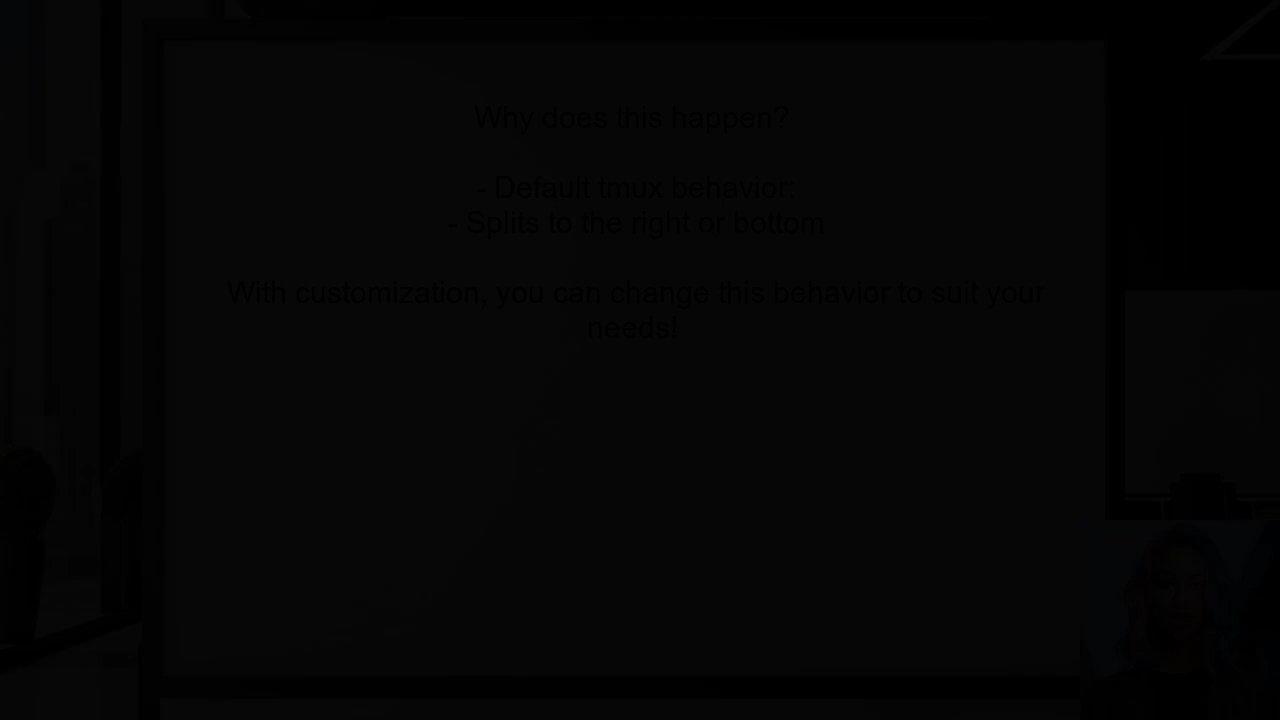 Why does this happen?
- Default tmux behavior:
- Splits to the right or bottom
With customization, you can change this behavior to suit your
needs!